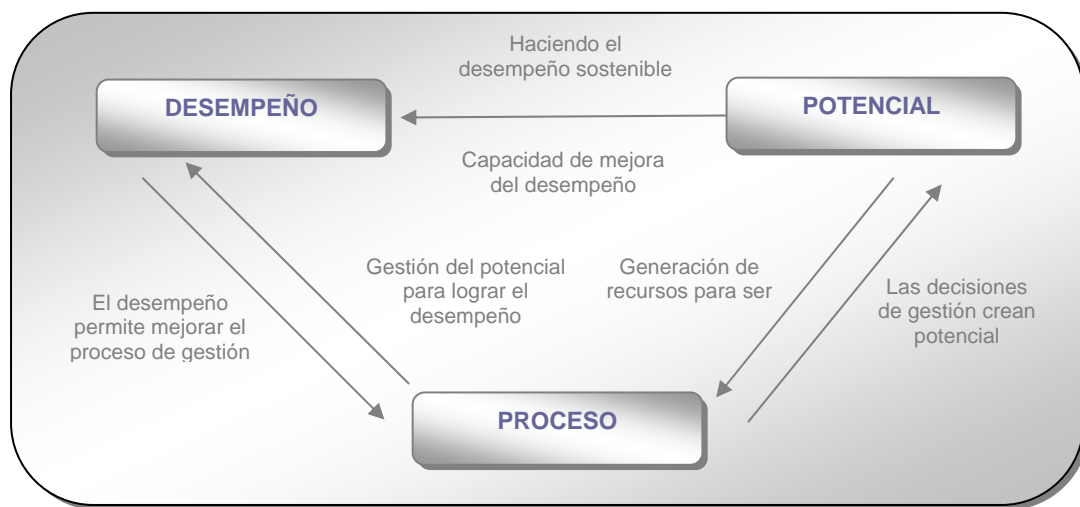 Haciendo el
desempeño sostenible
DESEMPEÑO
POTENCIAL
Capacidad de mejora
del desempeño
Gestión del potencial
para lograr el
desempeño
Generación de
recursos para ser
El desempeño
permite mejorar el
proceso de gestión
Las decisiones
de gestión crean
potencial
PROCESO